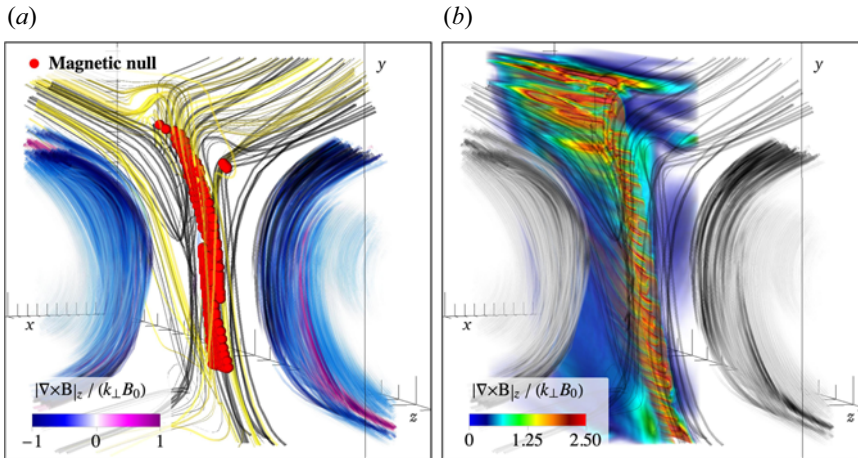 (a)
Magnetic null
y
x
z
|∇×B|z / (k⊥B0)
−1 0 1
(b)
y
x
z
|∇×B|z / (k⊥B0)
0 1.25 2.50